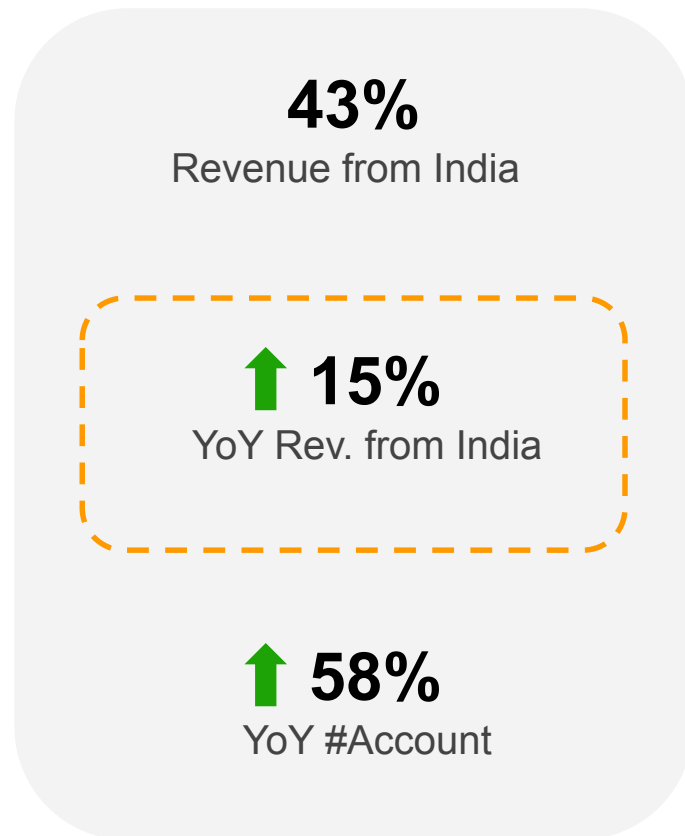 43%
Revenue from India
15%
YoY Rev. from India
58%
YoY #Account